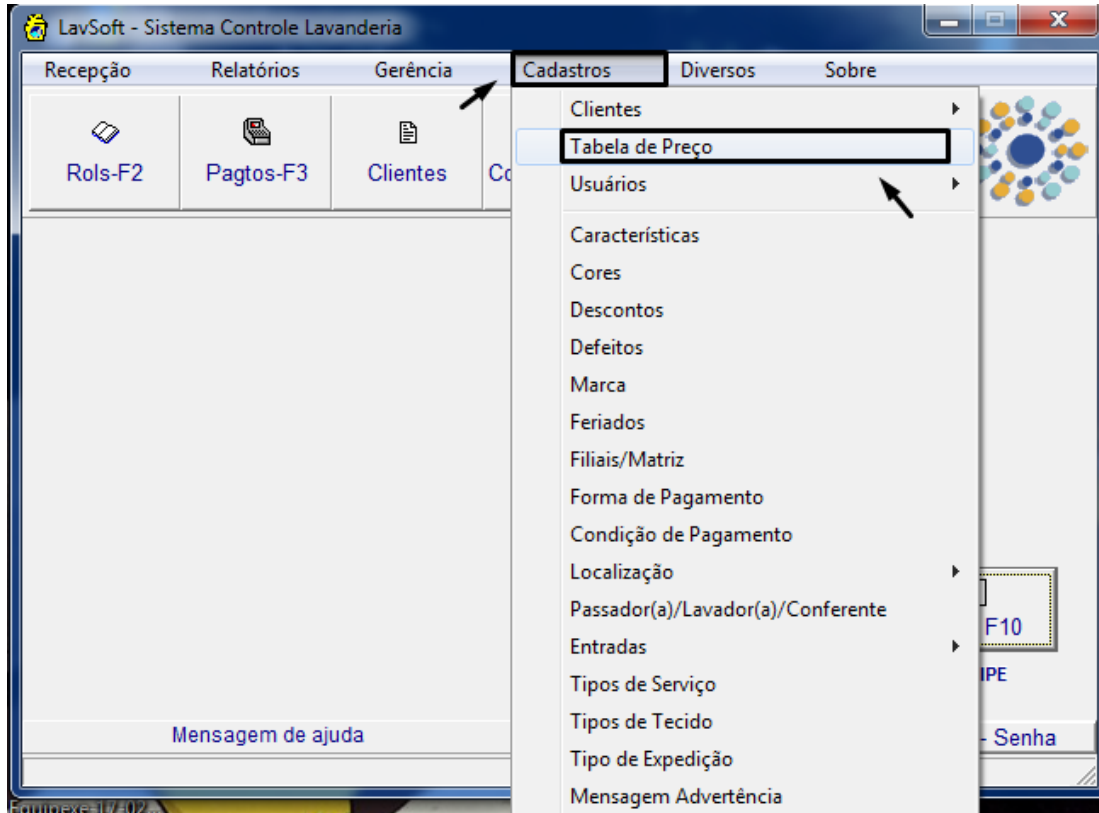 LavSoft - Sistema Controle Lavanderia
Recepção Relatórios Gerência Cadastros Diversos Sobre
Rols-F2 Pagtos-F3 Clientes
Clientes
Tabela de Preço
Usuários
Características
Cores
Descontos
Defeitos
Marca
Feriados
Filiais/Matriz
Forma de Pagamento
Condição de Pagamento
Localização
Passador(a)/Lavador(a)/Conferente
Entradas
Tipos de Serviço
Tipos de Tecido
Tipo de Expedição
Mensagem Advertência
F10
IPE
Mensagem de ajuda
- Senha